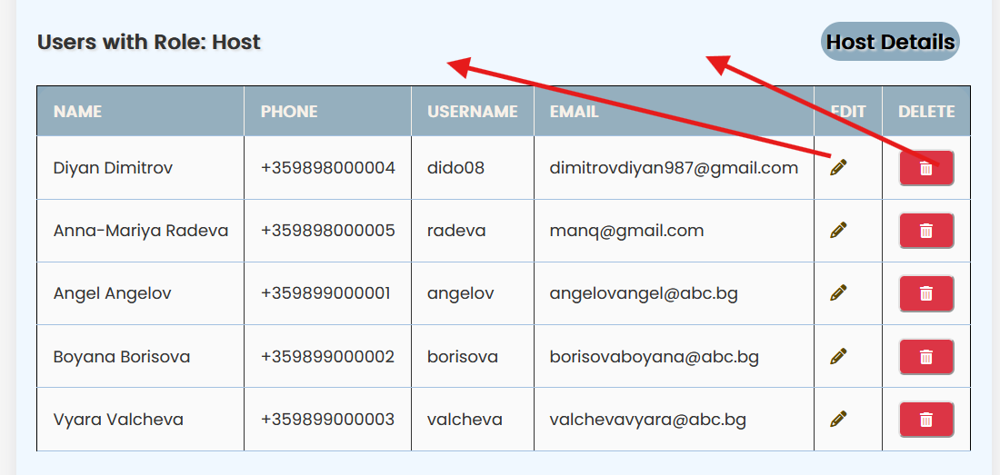 Users with Role: Host Host Details
NAME PHONE USERNAME EMAIL EDIT DELETE
Diyan Dimitrov +359898000004 dido08 dimitrovdiyan987@gmail.com
Anna-Mariya Radeva +359898000005 radeva manq@gmail.com
Angel Angelov +359899000001 angelov angelovangel@abc.bg
Boyana Borisova +359899000002 borisova borisovaboyana@abc.bg
Vyara Valcheva +359899000003 valcheva valchevavyara@abc.bg